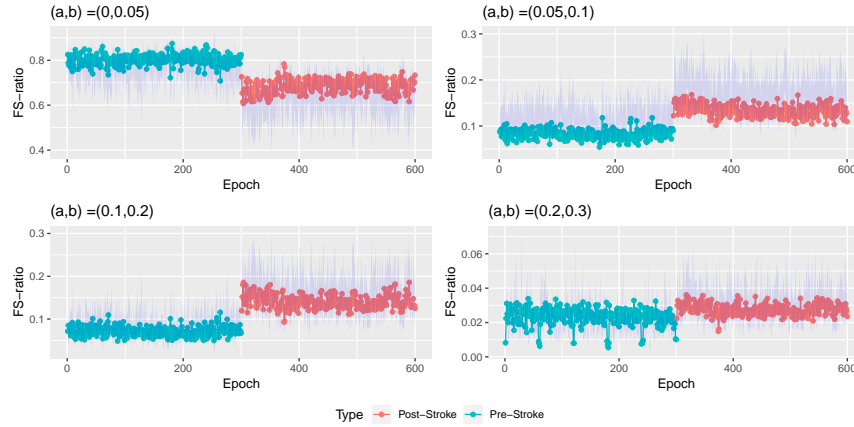 (a,b) =(0,0.05)
FS−ratio
0.8
0.6
0.4
0
200
400
600
Epoch
(a,b) =(0.05,0.1)
FS−ratio
0.3
0.2
0.1
0
200
400
600
Epoch
(a,b) =(0.1,0.2)
FS−ratio
0.3
0.2
0.1
0
200
400
600
Epoch
(a,b) =(0.2,0.3)
FS−ratio
0.06
0.04
0.02
0.00
0
200
400
600
Epoch
Type Post−Stroke Pre−Stroke